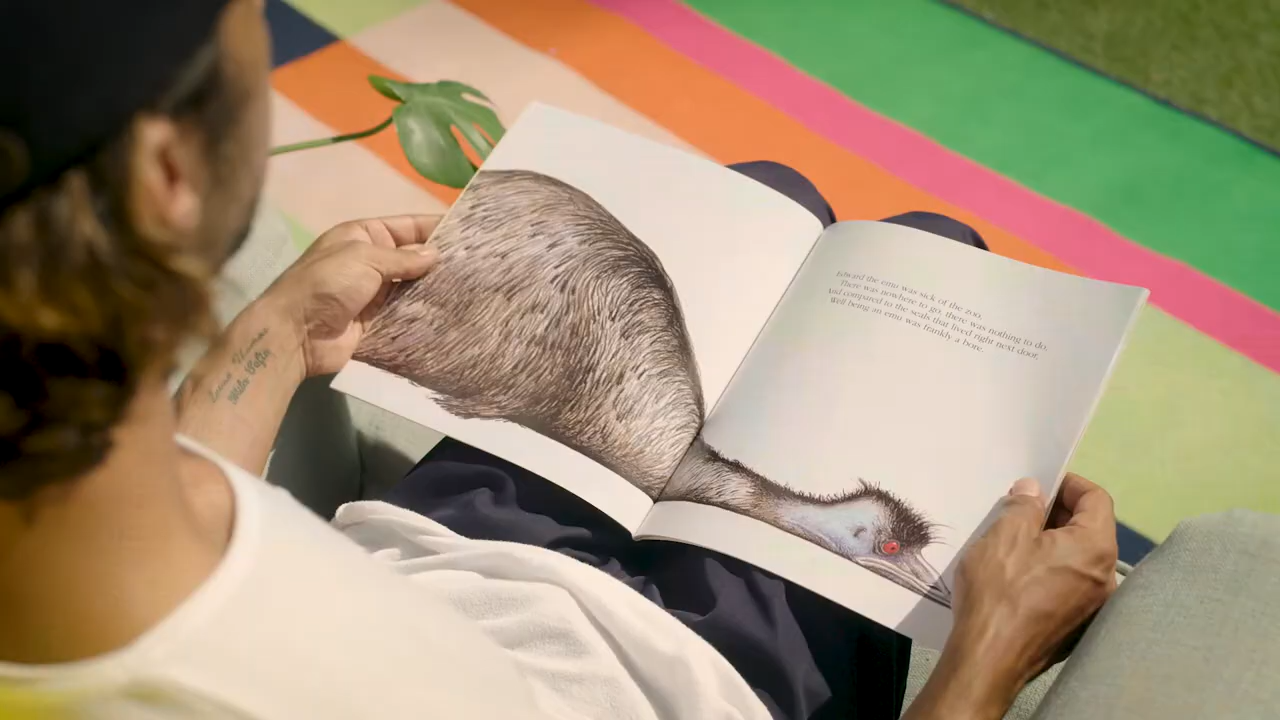 Edward the emu was sick of the zoo,
There was nowhere to go, there was nothing to do,
And compared to the seals that lived right next door,
Well being an emu was frankly a bore.